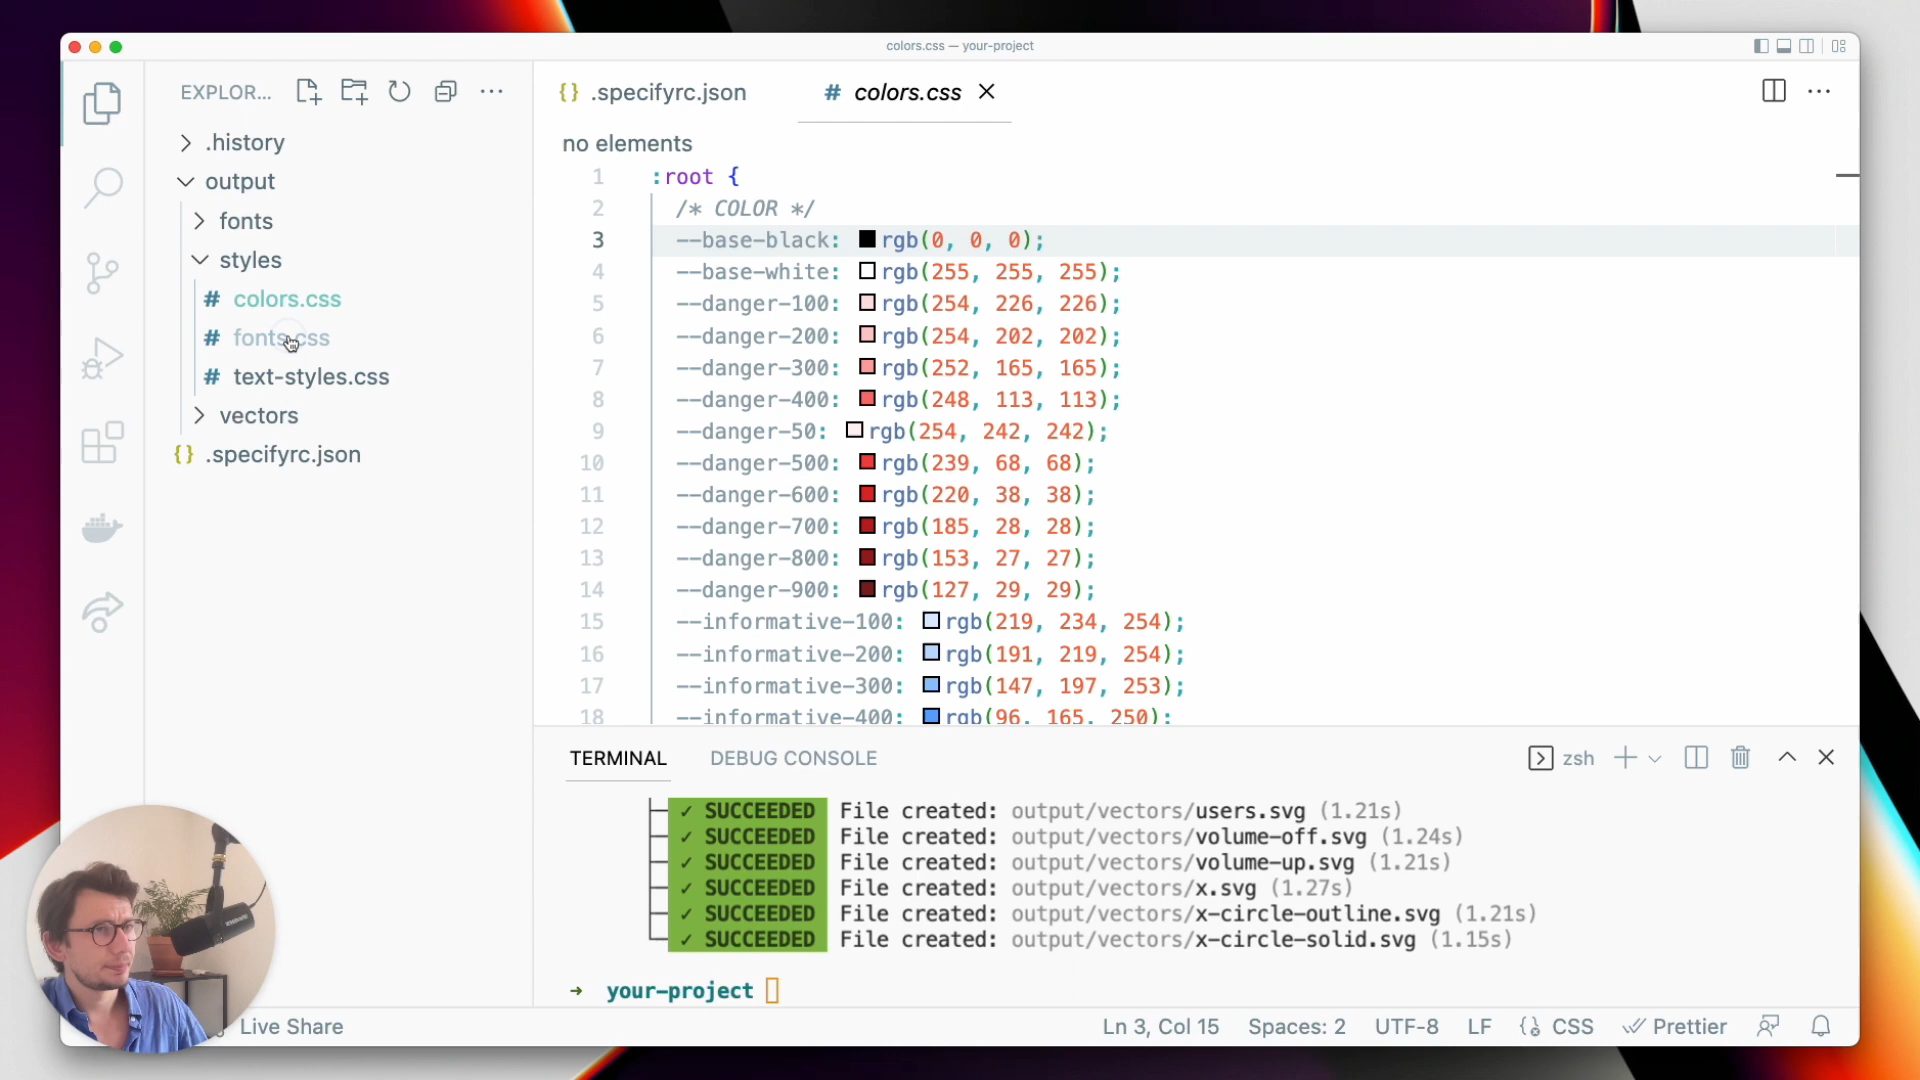 colors.css — your-project
EXPLOR...
.history
output
fonts
styles
# colors.css
# fonts.css
# text-styles.css
vectors
{} .specifyrc.json
{} .specifyrc.json
# colors.css
no elements
1 :root {
2 /* COLOR */
3 --base-black: rgb(0, 0, 0);
4 --base-white: rgb(255, 255, 255);
5 --danger-100: rgb(254, 226, 226);
6 --danger-200: rgb(254, 202, 202);
7 --danger-300: rgb(252, 165, 165);
8 --danger-400: rgb(248, 113, 113);
9 --danger-50: rgb(254, 242, 242);
10 --danger-500: rgb(239, 68, 68);
11 --danger-600: rgb(220, 38, 38);
12 --danger-700: rgb(185, 28, 28);
13 --danger-800: rgb(153, 27, 27);
14 --danger-900: rgb(127, 29, 29);
15 --informative-100: rgb(219, 234, 254);
16 --informative-200: rgb(191, 219, 254);
17 --informative-300: rgb(147, 197, 253);
18 --informative-400: rgb(96, 165, 250);
TERMINAL DEBUG CONSOLE zsh
✓ SUCCEEDED File created: output/vectors/users.svg (1.21s)
✓ SUCCEEDED File created: output/vectors/volume-off.svg (1.24s)
✓ SUCCEEDED File created: output/vectors/volume-up.svg (1.21s)
✓ SUCCEEDED File created: output/vectors/x.svg (1.27s)
✓ SUCCEEDED File created: output/vectors/x-circle-outline.svg (1.21s)
✓ SUCCEEDED File created: output/vectors/x-circle-solid.svg (1.15s)
→ your-project
Live Share Ln 3, Col 15 Spaces: 2 UTF-8 LF CSS Prettier